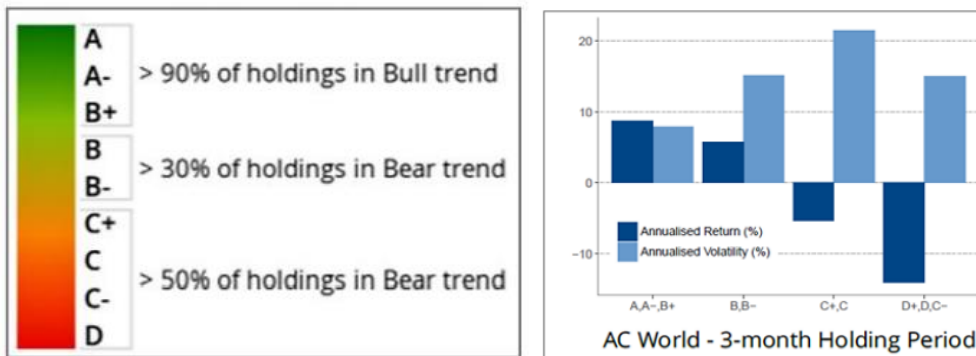 A
A-
B+
> 90% of holdings in Bull trend
B
B-
> 30% of holdings in Bear trend
C+
C
C-
D
> 50% of holdings in Bear trend
20
10
0
−10
Annualised Return (%)
Annualised Volatility (%)
A,A−,B+
B,B−
C+,C
D+,D,C−
AC World - 3-month Holding Period